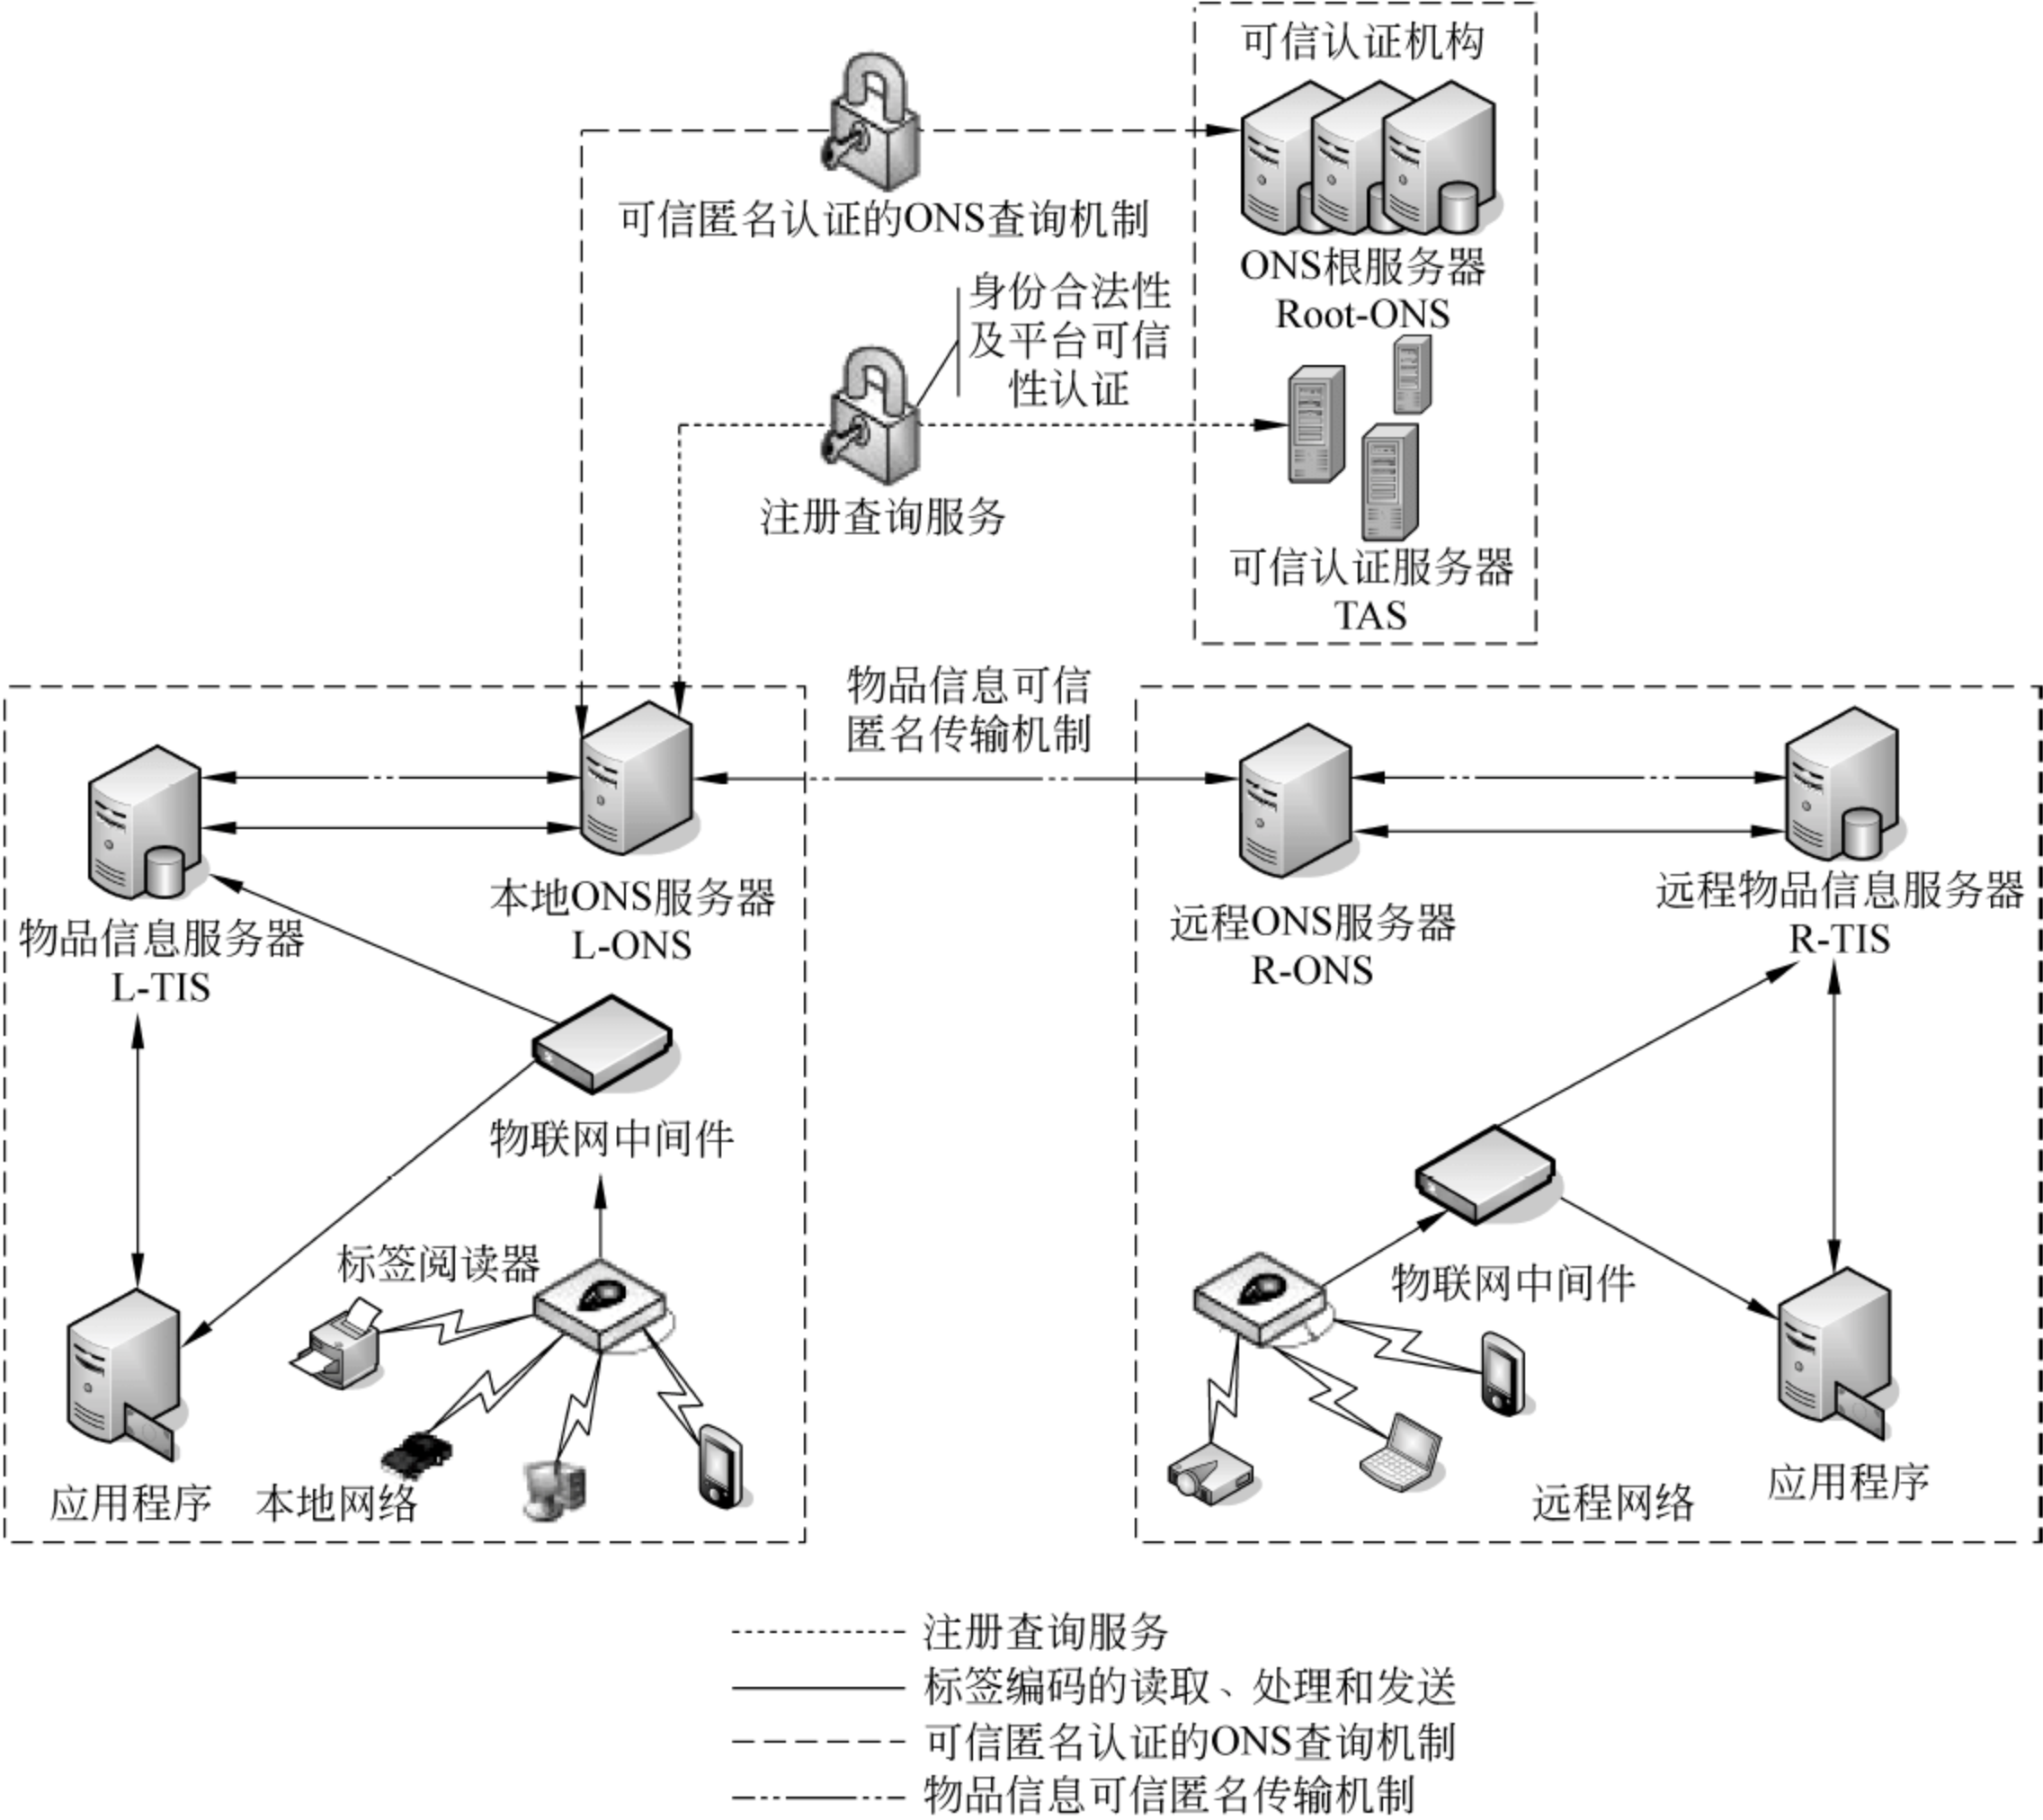 可信认证机构
可信匿名认证的ONS查询机制
ONS根服务器
Root-ONS
身份合法性
及平台可信
性认证
注册查询服务
可信认证服务器
TAS
物品信息可信
匿名传输机制
本地ONS服务器
L-ONS
物品信息服务器
L-TIS
远程ONS服务器
R-ONS
远程物品信息服务器
R-TIS
物联网中间件
标签阅读器
物联网中间件
应用程序
本地网络
远程网络
应用程序
注册查询服务
标签编码的读取、处理和发送
可信匿名认证的ONS查询机制
物品信息可信匿名传输机制